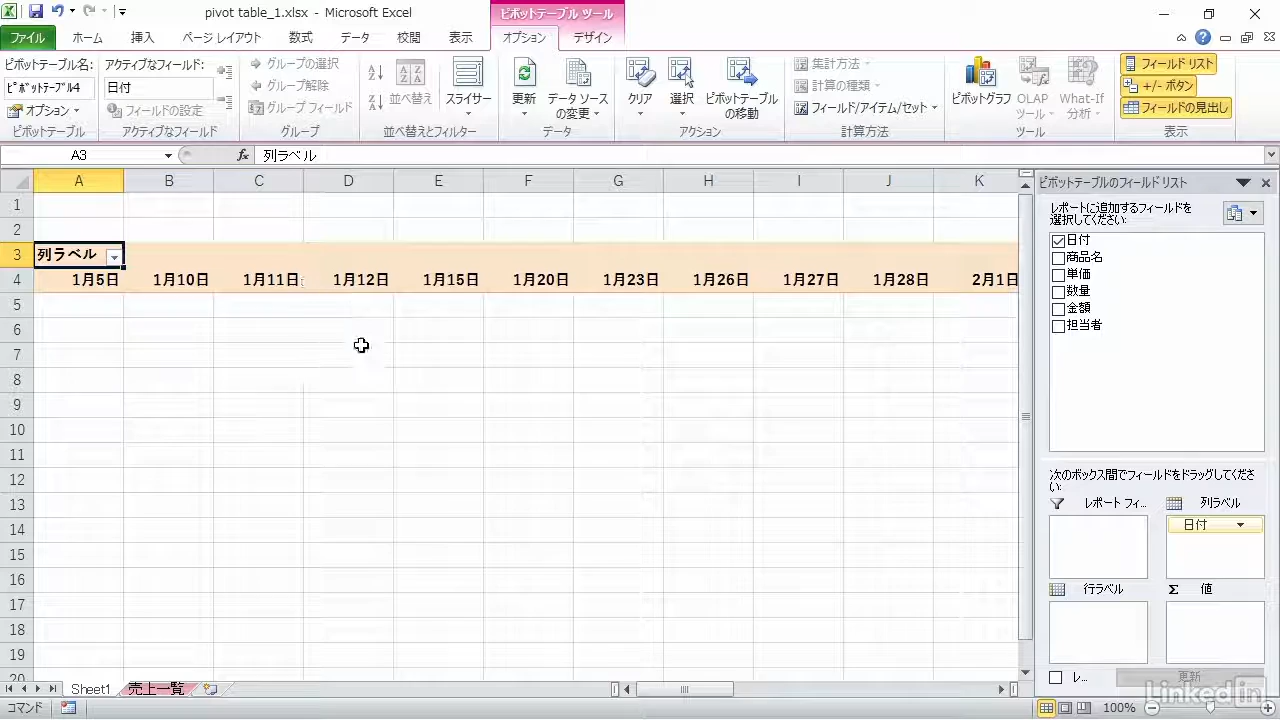 pivot table_1.xlsx - Microsoft Excel
ピボットテーブル ツール
ファイル ホーム 挿入 ページ レイアウト 数式 データ 校閲 表示 オプション デザイン
ピボットテーブル名:
ピボットテーブル4
オプション
ピボットテーブル
アクティブなフィールド:
日付
フィールドの設定
アクティブなフィールド
グループの選択
グループ解除
グループ フィールド
グループ
並べ替え
スライサー
並べ替えとフィルター
更新
データ ソース
の変更
データ
クリア
選択
ピボットテーブル
の移動
アクション
集計方法
計算の種類
フィールド/アイテム/セット
計算方法
ピボットグラフ
OLAP
ツール
What-If
分析
ツール
フィールド リスト
+/- ボタン
フィールドの見出し
表示
A3
fx
列ラベル
A B C D E F G H I J K
1
2
3 列ラベル
4 1月5日 1月10日 1月11日 1月12日 1月15日 1月20日 1月23日 1月26日 1月27日 1月28日 2月1日
5
6
7
8
9
10
11
12
13
14
15
16
17
18
19
20
ピボットテーブルのフィールド リスト
レポートに追加するフィールドを
選択してください:
日付
商品名
単価
数量
金額
担当者
次のボックス間でフィールドをドラッグしてくださ
い:
レポート フィ...
列ラベル
日付
行ラベル
Σ 値
レ...
更新
Sheet1 売上一覧
コマンド
100%
LinkedIn